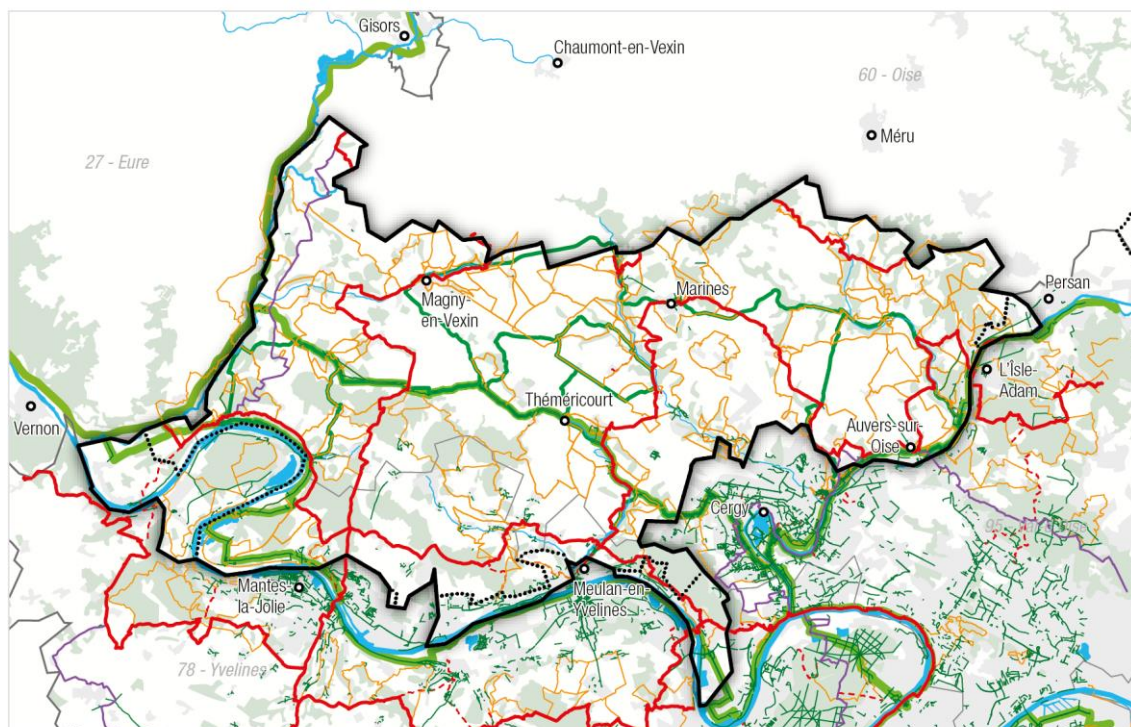 Gisors
Chaumont-en-Vexin
60 - Oise
Méru
27 - Eure
Persan
Magny-
en-Vexin
Marines
L'Isle-
Adam
Théméricourt
Vernon
Auvers-sur-
Oise
Cergy
95 -
Mantes-
la-Jolie
Meulan-en-
Yvelines
78 - Yvelines